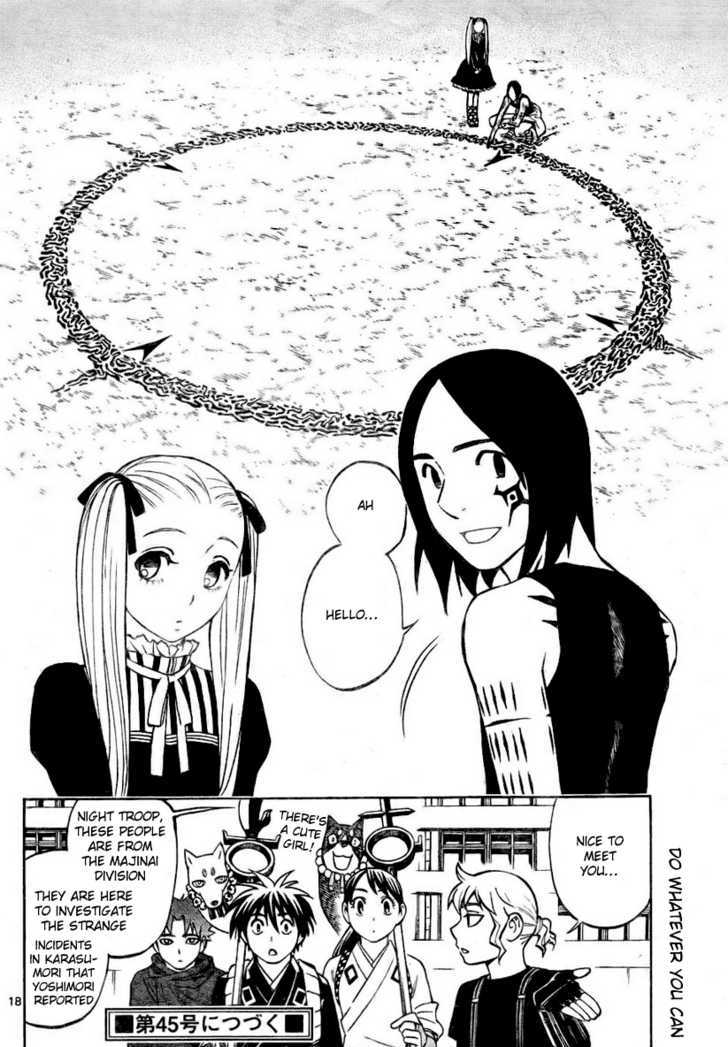 AH
HELLO...
NICE TO
MEET
YOU...
THERE'S
A CUTE
GIRL!
NIGHT TROOP,
THESE PEOPLE
ARE FROM
THE MAJINAI
DIVISION
THEY ARE HERE
TO INVESTIGATE
THE STRANGE
INCIDENTS
IN KARASU-
MORI THAT
YOSHIMORI
REPORTED
DO WHATEVER YOU CAN
■第45号につづく■
18